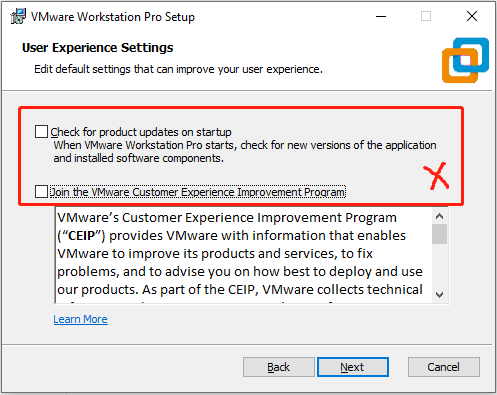 VMware Workstation Pro Setup
User Experience Settings
Edit default settings that can improve your user experience.
Check for product updates on startup
When VMware Workstation Pro starts, check for new versions of the application
and installed software components.
Join the VMware Customer Experience Improvement Program
VMware's Customer Experience Improvement Program
("CEIP") provides VMware with information that enables
VMware to improve its products and services, to fix
problems, and to advise you on how best to deploy and use
our products. As part of the CEIP, VMware collects technical
Learn More
Back
Next
Cancel